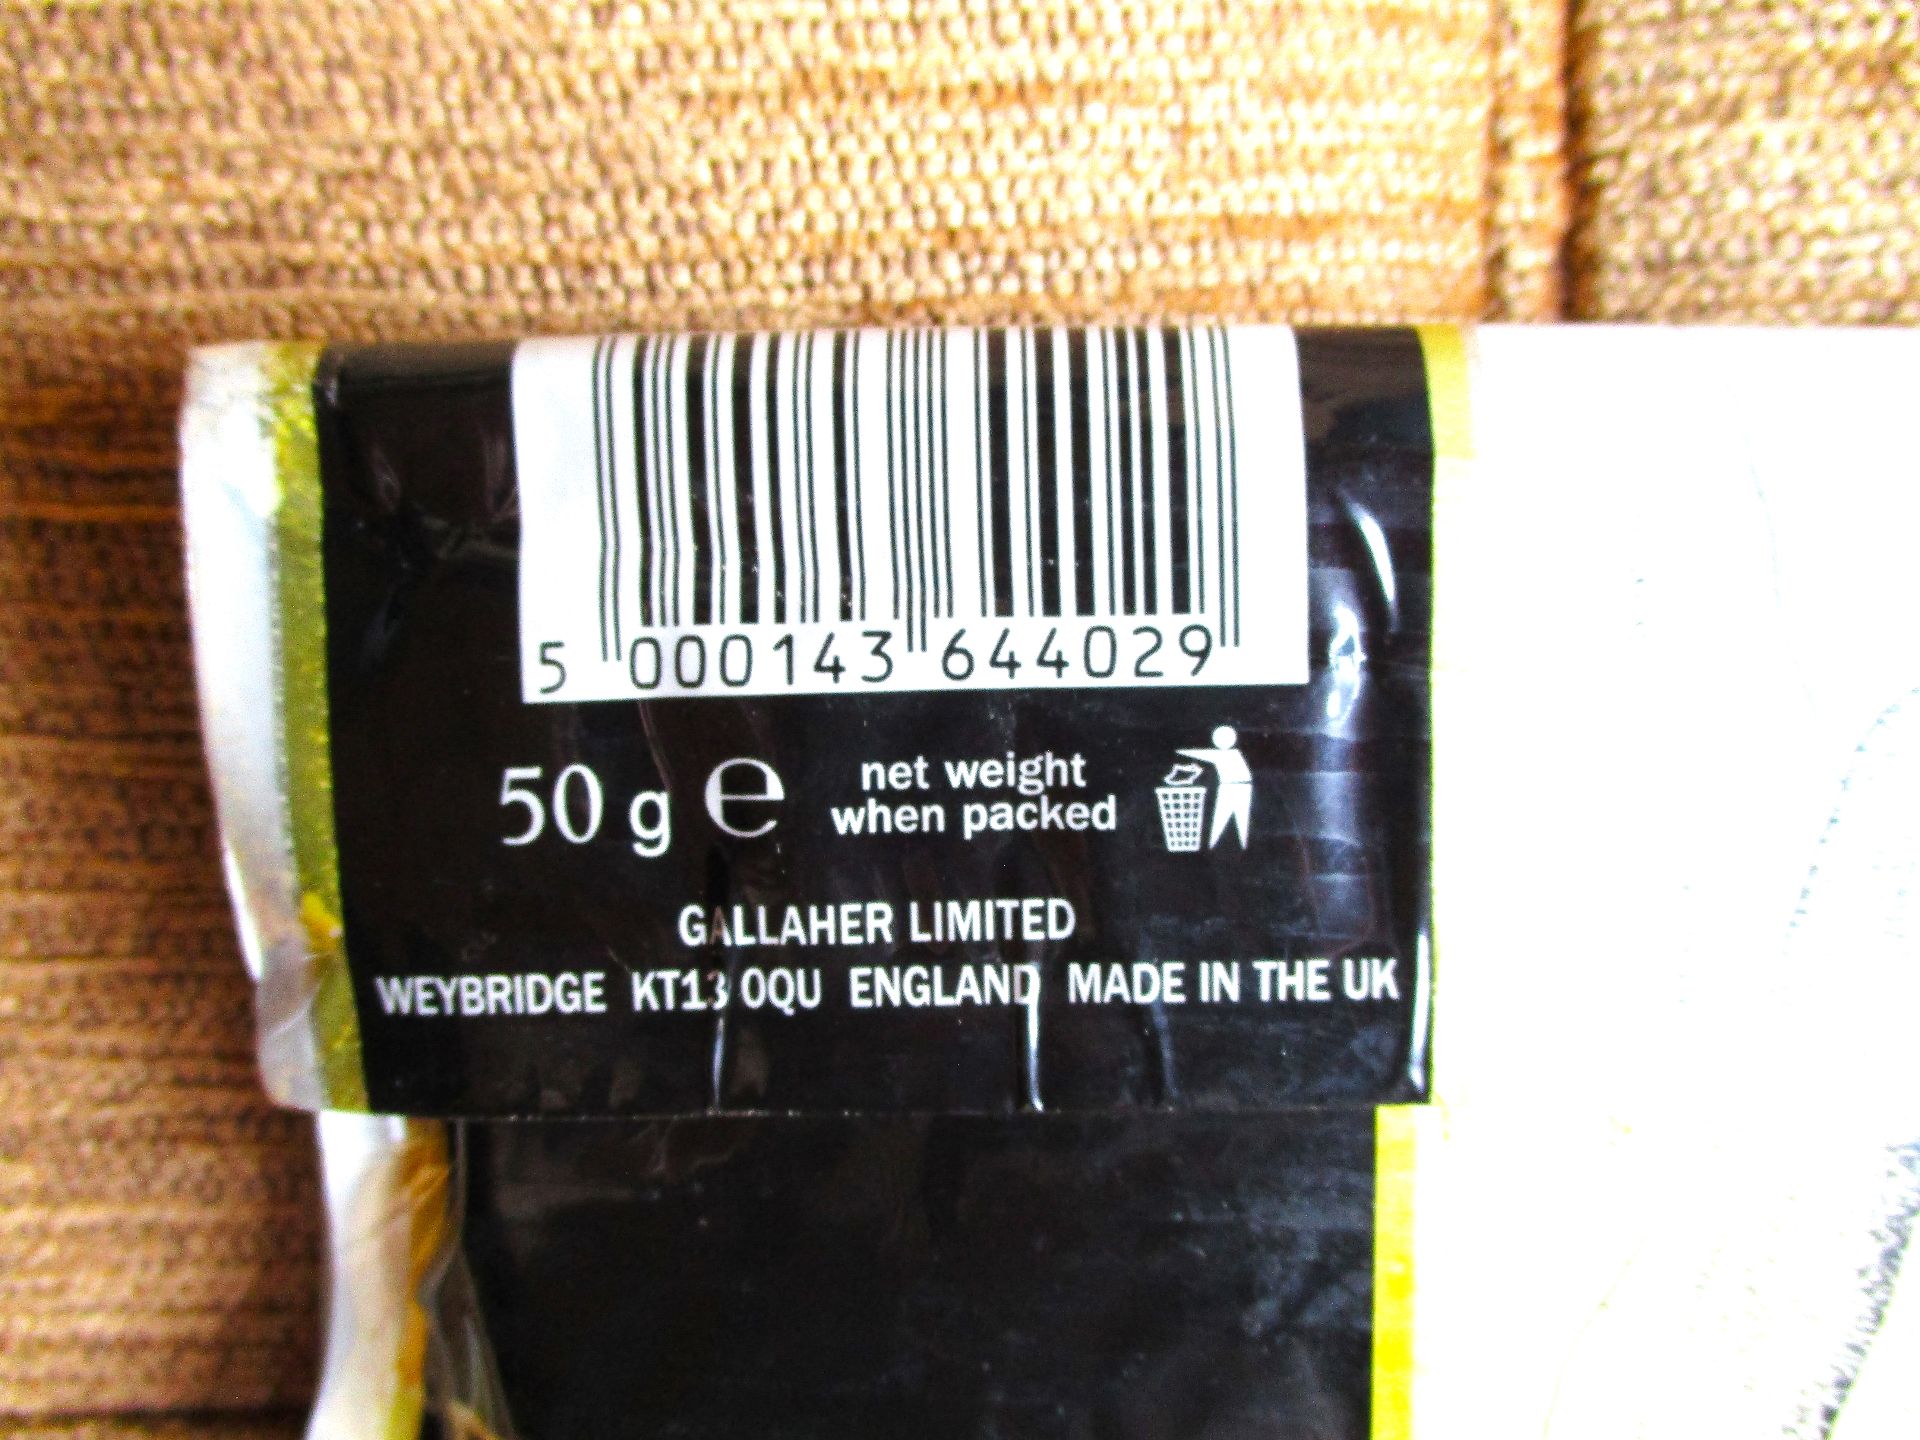 5 000143 644029
50 g e net weight
when packed
GALLAHER LIMITED
WEYBRIDGE KT13 0QU ENGLAND MADE IN THE UK